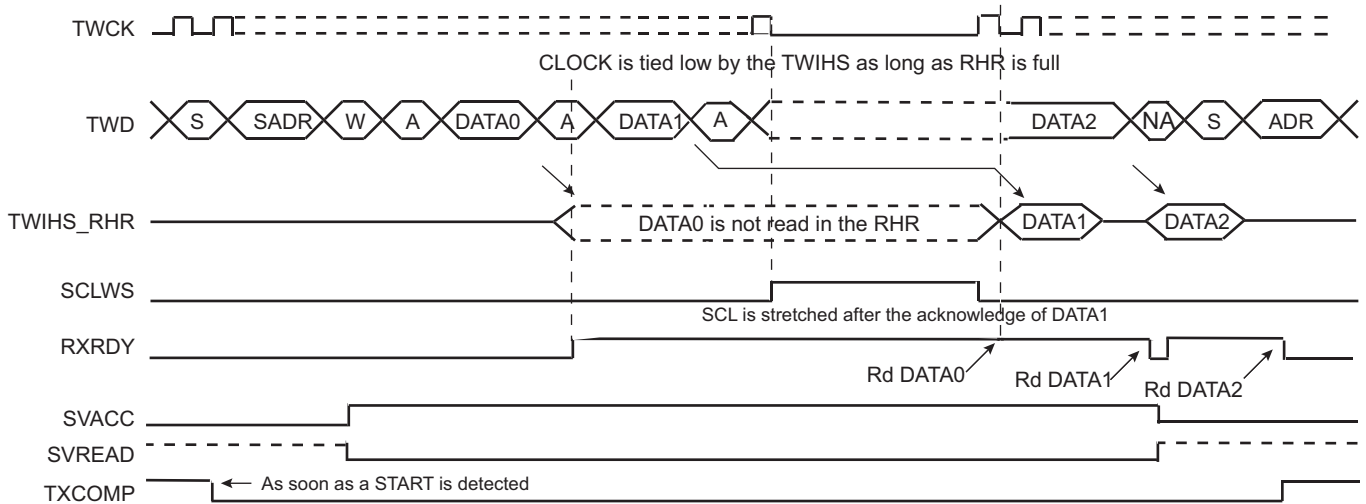 TWCK
CLOCK is tied low by the TWIHS as long as RHR is full
TWD S SADR W A DATA0 A DATA1 A DATA2 NA S ADR
TWIHS_RHR DATA0 is not read in the RHR DATA1 DATA2
SCLWS
SCL is stretched after the acknowledge of DATA1
RXRDY
Rd DATA0 Rd DATA1 Rd DATA2
SVACC
SVREAD
TXCOMP As soon as a START is detected